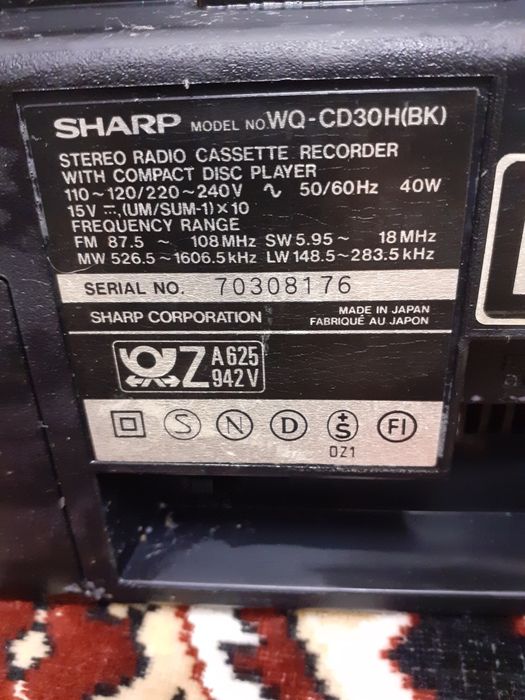 SHARP MODEL NO.WQ-CD30H(BK)
STEREO RADIO CASSETTE RECORDER
WITH COMPACT DISC PLAYER
110~120/220~240V ∿ 50/60Hz 40W
15V ⎓, (UM/SUM-1)×10
FREQUENCY RANGE
FM 87.5 ~ 108MHz SW 5.95~ 18MHz
MW 526.5~1606.5kHz LW 148.5~283.5kHz
SERIAL NO. 70308176
SHARP CORPORATION MADE IN JAPAN
FABRIQUÉ AU JAPON
Z A625
942V
S N D +S FI
DZ1